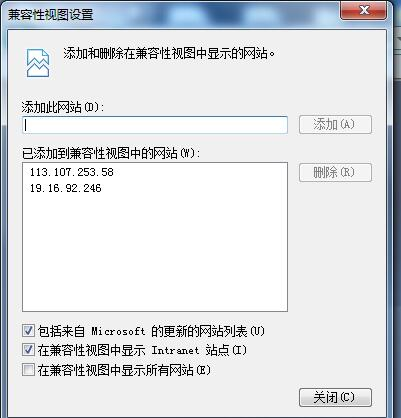 兼容性视图设置
添加和删除在兼容性视图中显示的网站。
添加此网站(D):
添加(A)
已添加到兼容性视图中的网站(W):
113.107.253.58
19.16.92.246
删除(R)
包括来自 Microsoft 的更新的网站列表(U)
在兼容性视图中显示 Intranet 站点(I)
在兼容性视图中显示所有网站(E)
关闭(C)